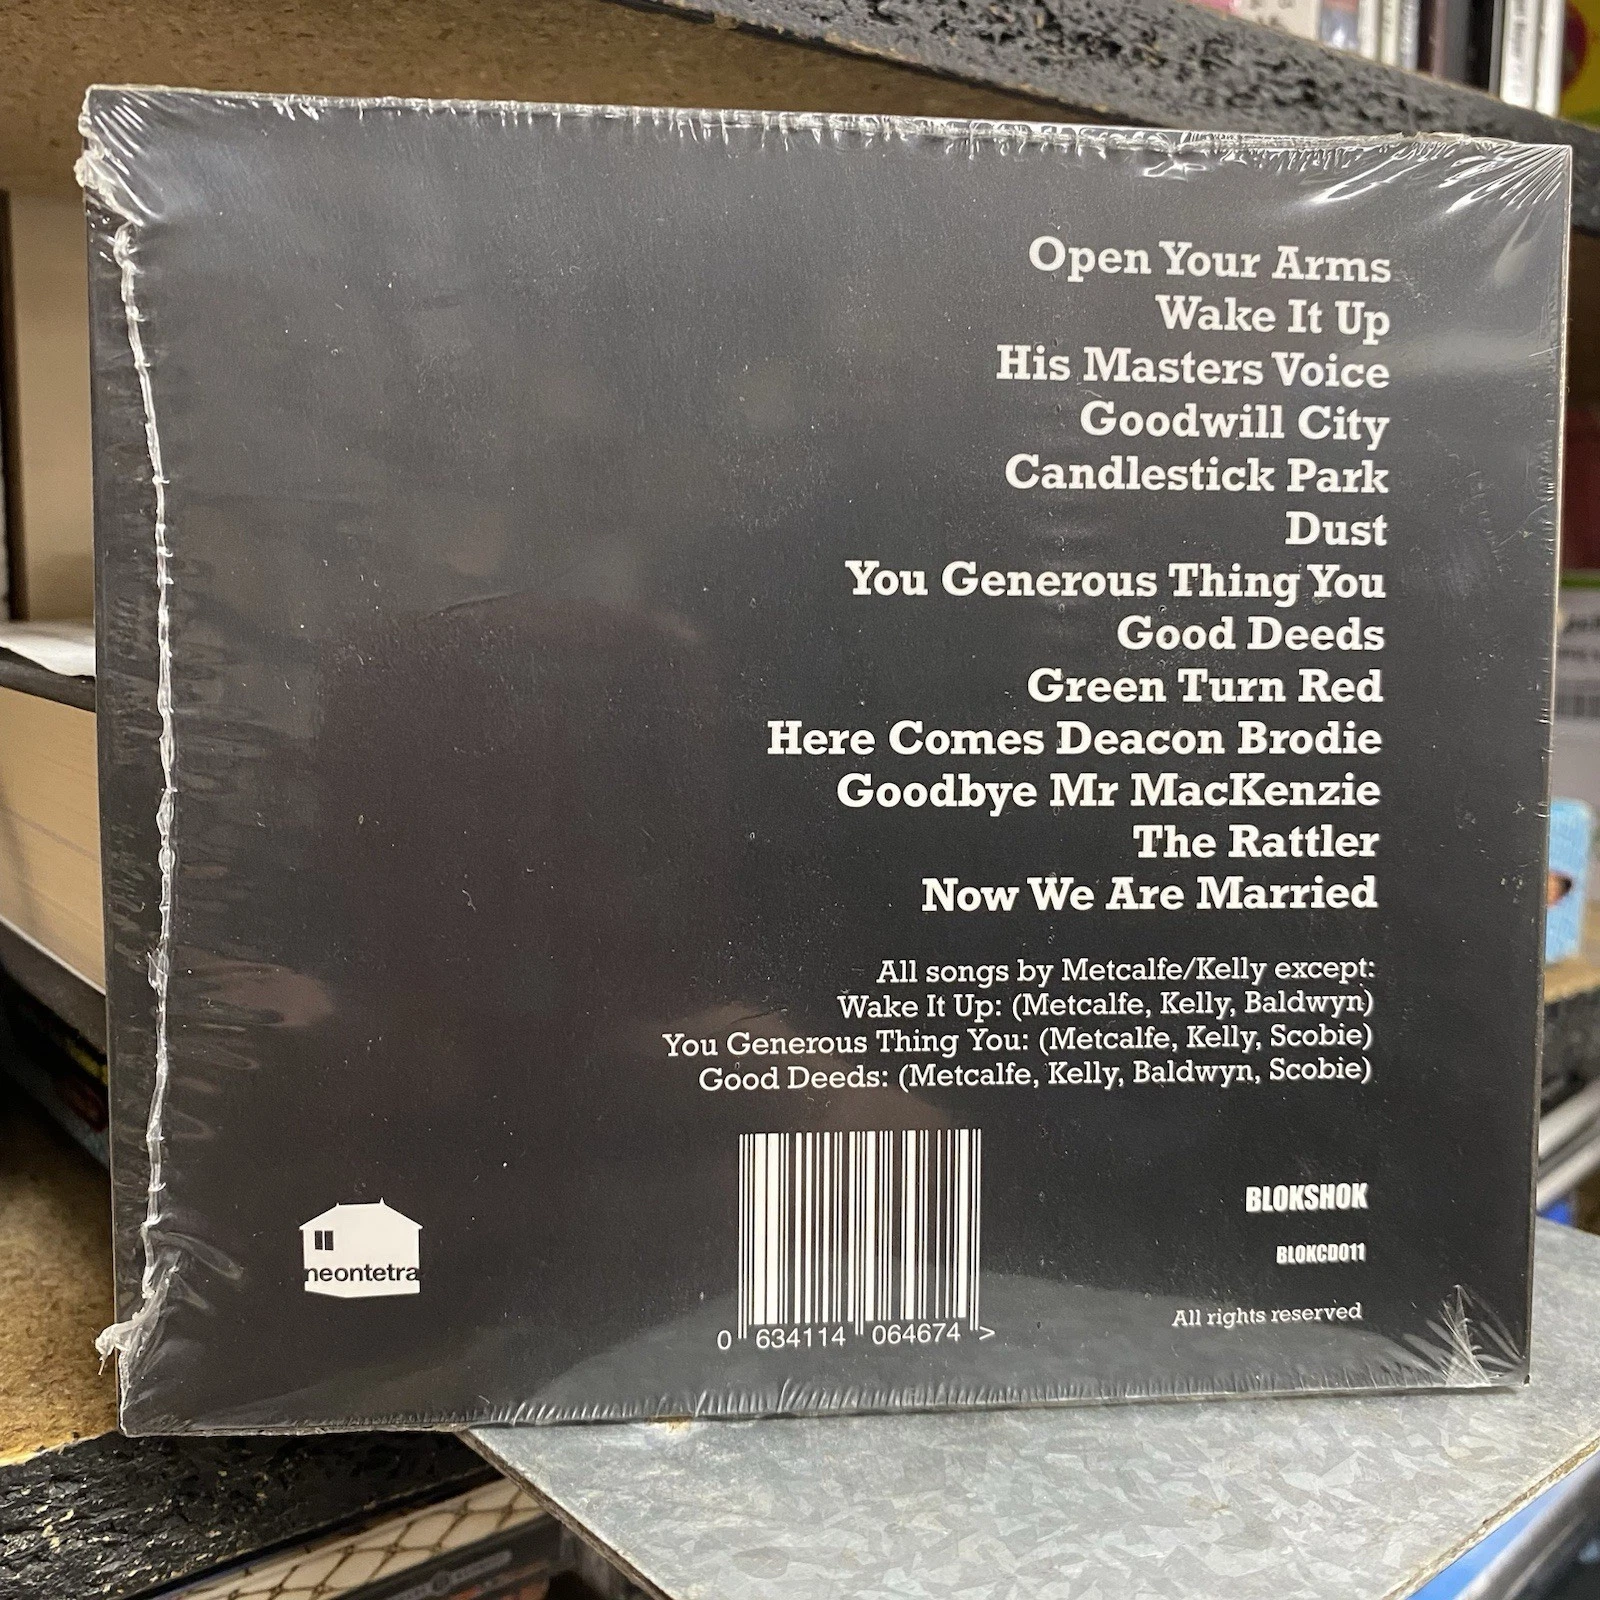 Open Your Arms
Wake It Up
His Masters Voice
Goodwill City
Candlestick Park
Dust
You Generous Thing You
Good Deeds
Green Turn Red
Here Comes Deacon Brodie
Goodbye Mr MacKenzie
The Rattler
Now We Are Married
All songs by Metcalfe/Kelly except:
Wake It Up: (Metcalfe, Kelly, Baldwyn)
You Generous Thing You: (Metcalfe, Kelly, Scobie)
Good Deeds: (Metcalfe, Kelly, Baldwyn, Scobie)
neontetra
0 634114 064674 >
BLOKSHOK
BLOKCD011
All rights reserved